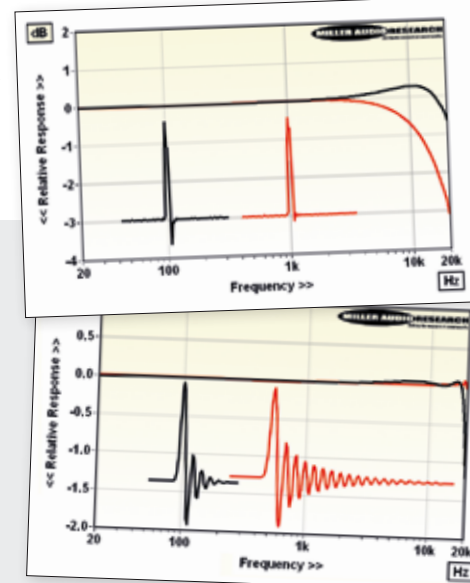 dB
2
MILLER AUDIO RESEARCH
1
0
-1
-2
-3
-4
<< Relative Response >>
20
100
1k
10k
20k
Frequency >>
Hz
MILLER AUDIO RESEARCH
0.5
0.0
-0.5
-1.0
-1.5
-2.0
<< Relative Response >>
20
100
1k
10k
20k
Frequency >>
Hz